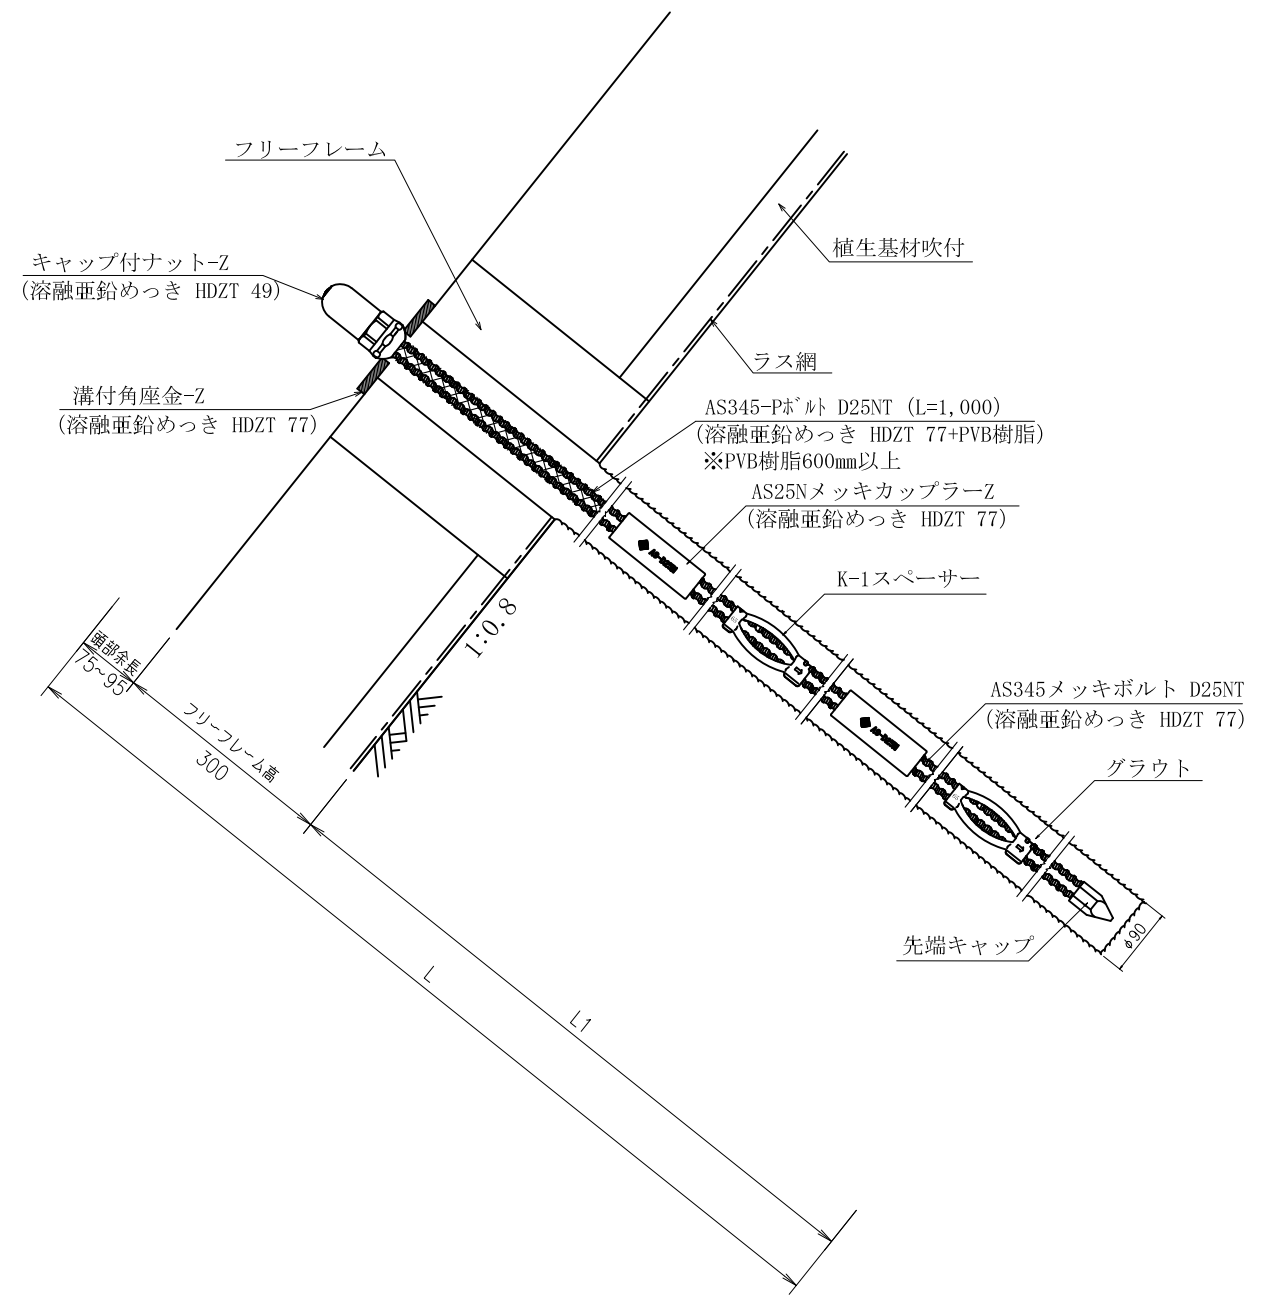 フリーフレーム
植生基材吹付
キャップ付ナット-Z
(溶融亜鉛めっき HDZT 49)
ラス網
溝付角座金-Z
(溶融亜鉛めっき HDZT 77)
AS345-Pﾎﾞﾙﾄ D25NT (L=1,000)
(溶融亜鉛めっき HDZT 77+PVB樹脂)
※PVB樹脂600mm以上
AS25NメッキカップラーZ
(溶融亜鉛めっき HDZT 77)
K-1スペーサー
1:0.8
頭部余長
75~95
AS345メッキボルト D25NT
(溶融亜鉛めっき HDZT 77)
フリーフレーム高
300
グラウト
先端キャップ
φ90
L
L1